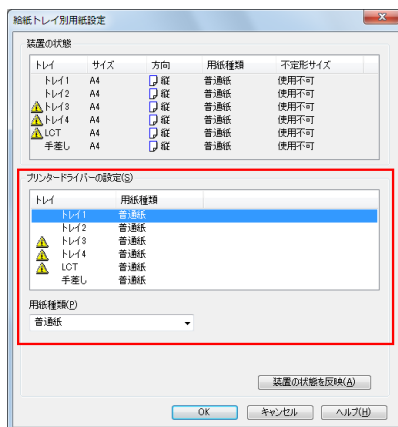 給紙トレイ別用紙設定
装置の状態
トレイ サイズ 方向 用紙種類 不定形サイズ
トレイ1 A4 縦 普通紙 使用不可
トレイ2 A4 縦 普通紙 使用不可
トレイ3 A4 縦 普通紙 使用不可
トレイ4 A4 縦 普通紙 使用不可
LCT A4 縦 普通紙 使用不可
手差し A4 縦 普通紙 使用不可
プリンタードライバーの設定(S)
トレイ 用紙種類
トレイ1 普通紙
トレイ2 普通紙
トレイ3 普通紙
トレイ4 普通紙
LCT 普通紙
手差し 普通紙
用紙種類(P)
普通紙
装置の状態を反映(A)
OK キャンセル ヘルプ(H)